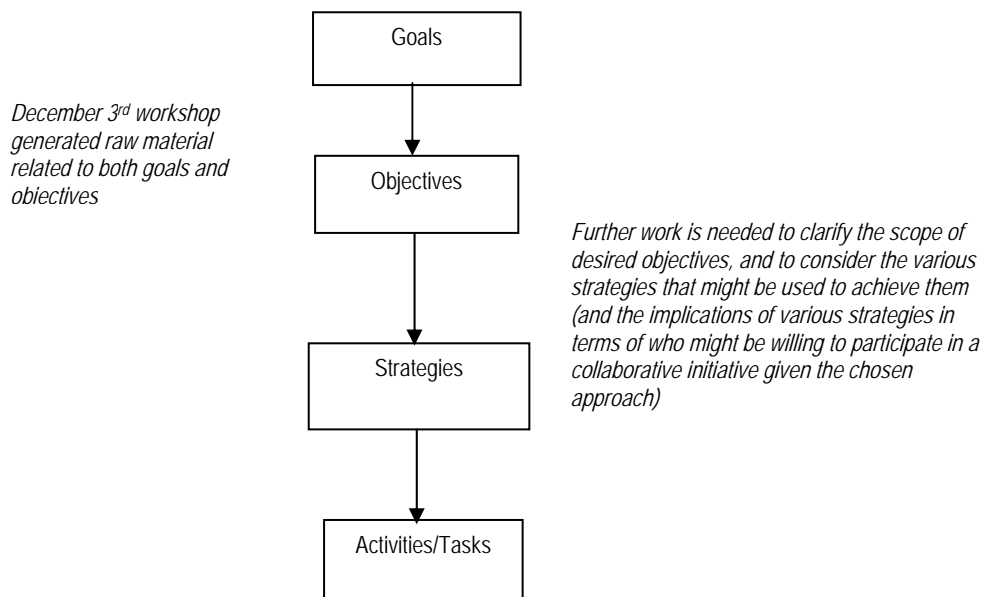 Goals
December 3rd workshop
generated raw material
related to both goals and
objectives
Objectives
Further work is needed to clarify the scope of
desired objectives, and to consider the various
strategies that might be used to achieve them
(and the implications of various strategies in
terms of who might be willing to participate in a
collaborative initiative given the chosen
approach)
Strategies
Activities/Tasks